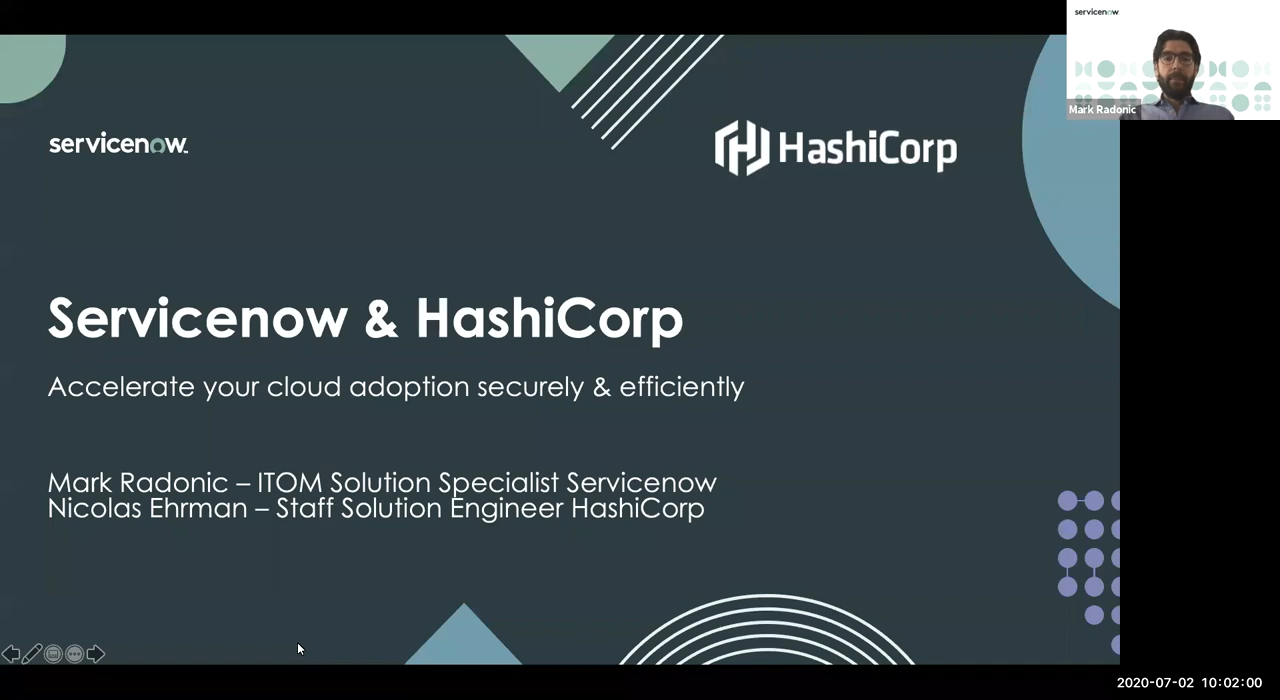 servicenow
Mark Radonic
servicenow
HashiCorp
Servicenow & HashiCorp
Accelerate your cloud adoption securely & efficiently
Mark Radonic – ITOM Solution Specialist Servicenow
Nicolas Ehrman – Staff Solution Engineer HashiCorp
2020-07-02 10:02:00